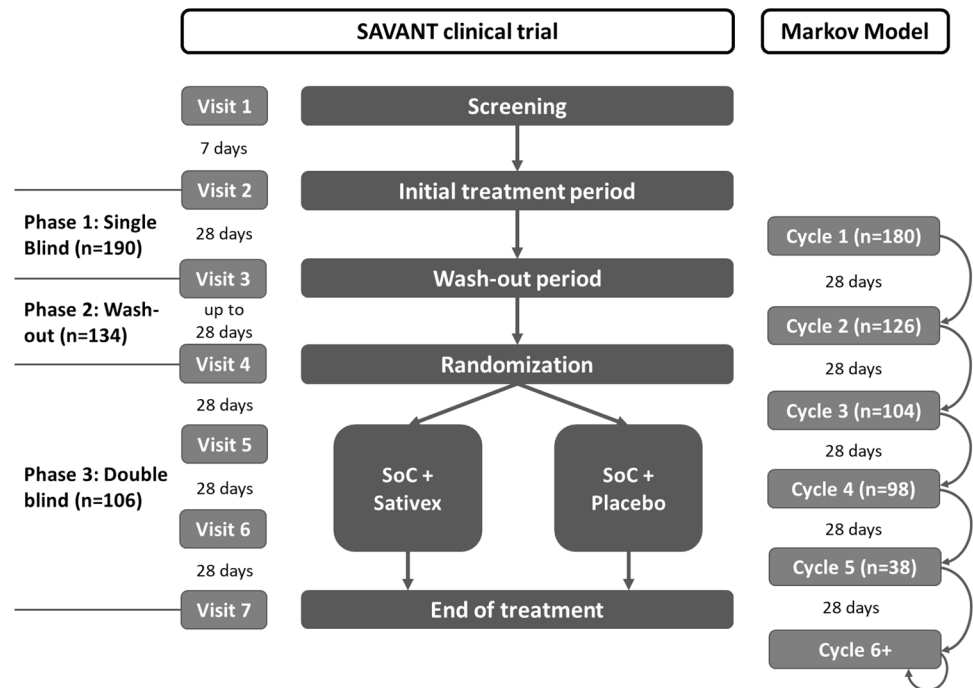 SAVANT clinical trial
Markov Model
Visit 1
Screening
7 days
Visit 2
Initial treatment period
Phase 1: Single
Blind (n=190)
28 days
Cycle 1 (n=180)
Visit 3
Wash-out period
28 days
Phase 2: Wash-
out (n=134)
up to
28 days
Cycle 2 (n=126)
Visit 4
Randomization
28 days
28 days
Cycle 3 (n=104)
Visit 5
28 days
Phase 3: Double
blind (n=106)
28 days
SoC +
Sativex
SoC +
Placebo
Cycle 4 (n=98)
Visit 6
28 days
28 days
Cycle 5 (n=38)
Visit 7
End of treatment
28 days
Cycle 6+